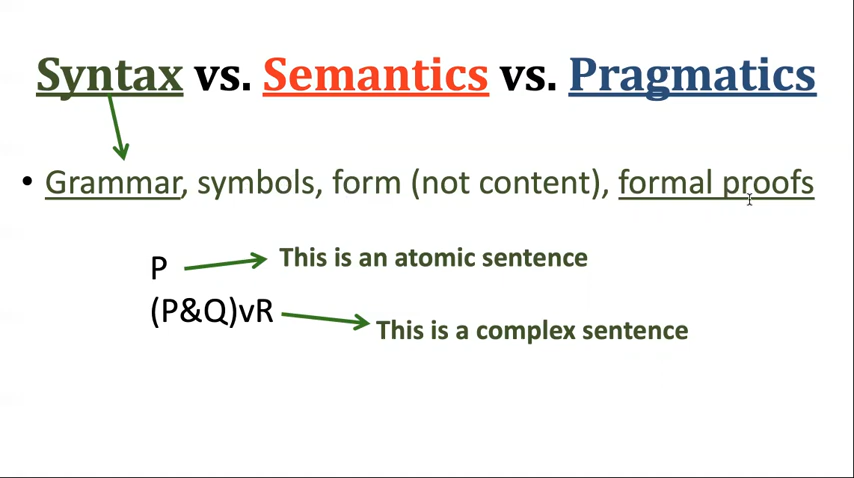 Syntax vs. Semantics vs. Pragmatics
• Grammar, symbols, form (not content), formal proofs
P
This is an atomic sentence
(P&Q)vR
This is a complex sentence